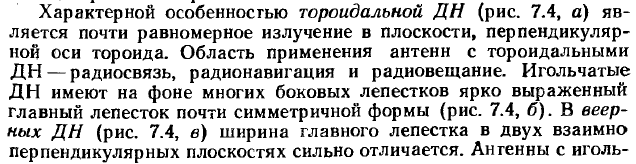 Характерной особенностью тороидальной ДН (рис. 7.4, а) яв-
ляется почти равномерное излучение в плоскости, перпендикуляр-
ной оси тороида. Область применения антенн с тороидальными
ДН — радиосвязь, радионавигация и радиовещание. Игольчатые
ДН имеют на фоне многих боковых лепестков ярко выраженный
главный лепесток почти симметричной формы (рис. 7.4, б). В веер-
ных ДН (рис. 7.4, в) ширина главного лепестка в двух взаимно
перпендикулярных плоскостях сильно отличается. Антенны с иголь-